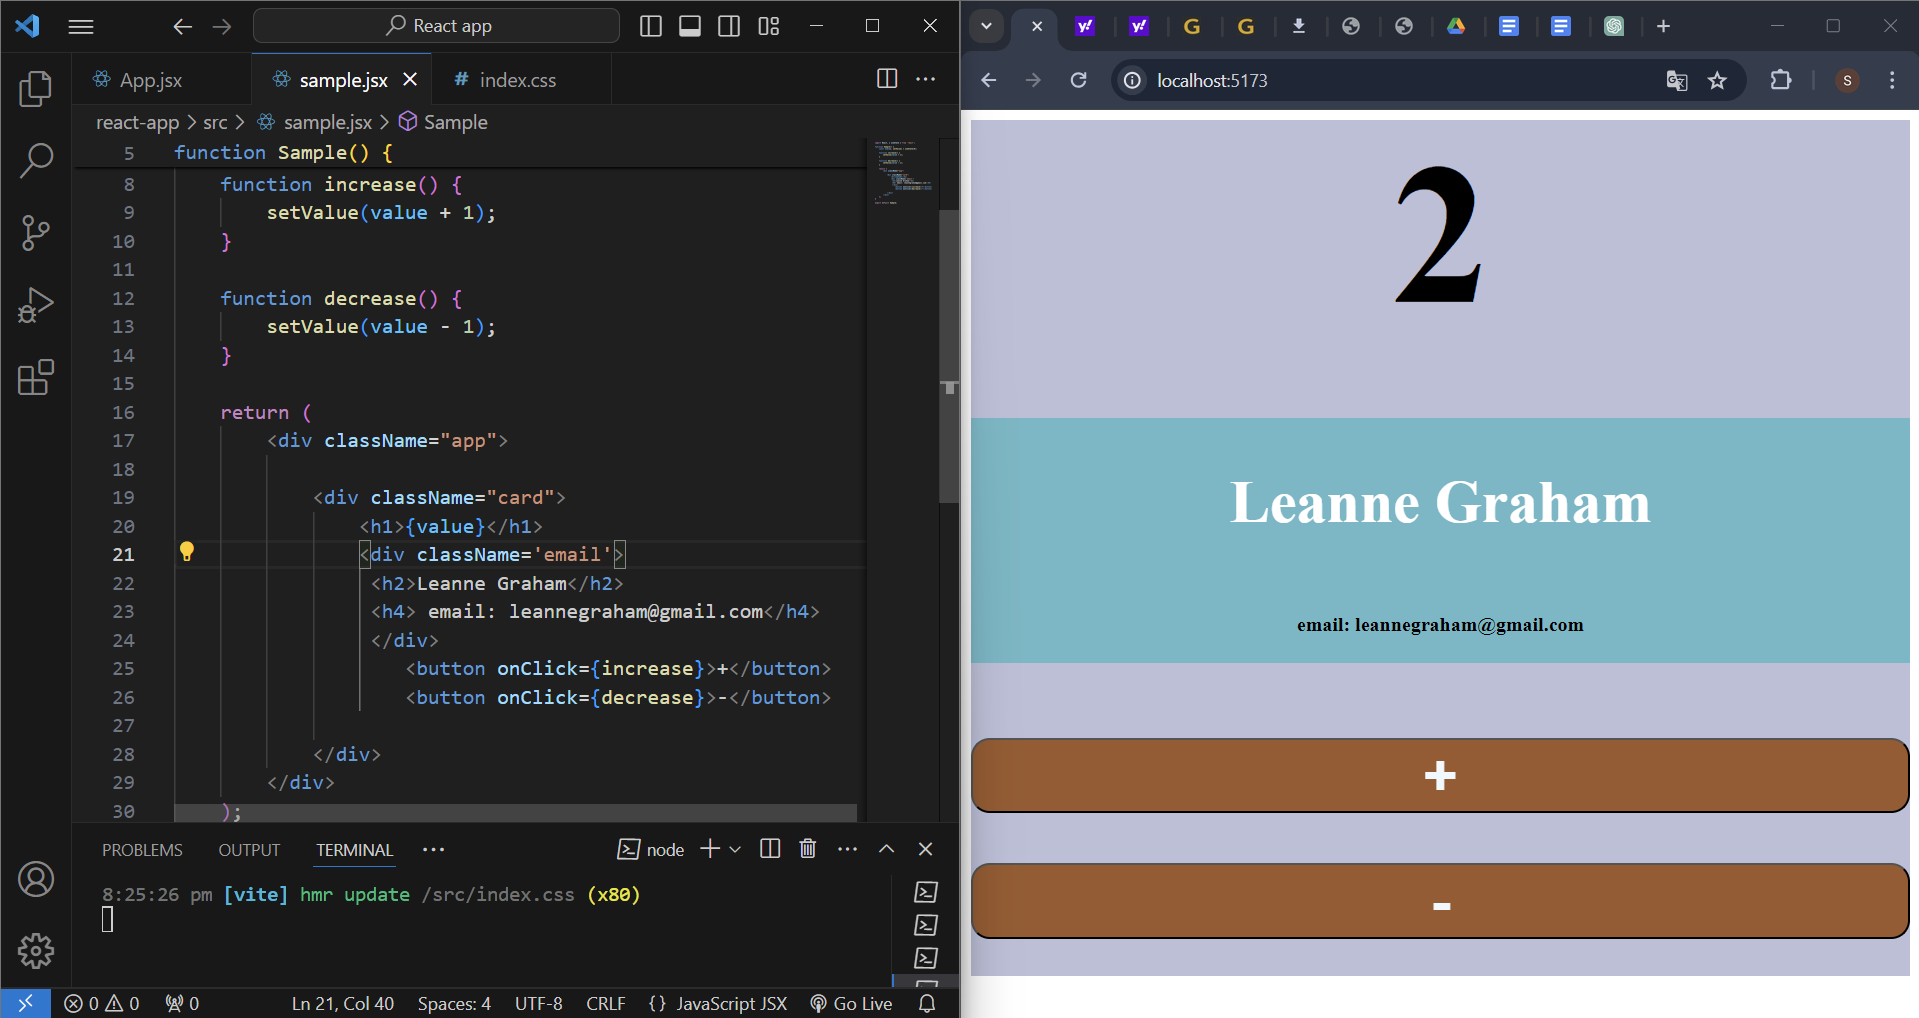 React app
App.jsx
sample.jsx
# index.css
react-app > src > sample.jsx > Sample
5 function Sample() {
8 function increase() {
9 setValue(value + 1);
10 }
11
12 function decrease() {
13 setValue(value - 1);
14 }
15
16 return (
17 <div className="app">
18
19 <div className="card">
20 <h1>{value}</h1>
21 <div className='email'>
22 <h2>Leanne Graham</h2>
23 <h4> email: leannegraham@gmail.com</h4>
24 </div>
25 <button onClick={increase}>+</button>
26 <button onClick={decrease}>-</button>
27
28 </div>
29 </div>
30 );
PROBLEMS OUTPUT TERMINAL ···
node
8:25:26 pm [vite] hmr update /src/index.css (x80)
0 0 0 Ln 21, Col 40 Spaces: 4 UTF-8 CRLF {} JavaScript JSX Go Live
localhost:5173
S
2
Leanne Graham
email: leannegraham@gmail.com
+
-